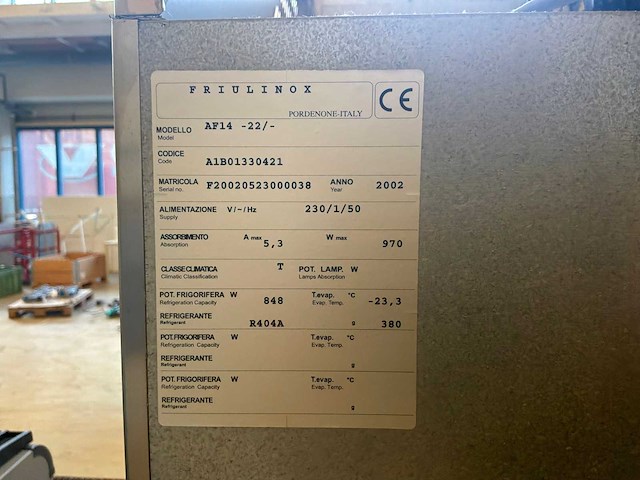 FRIULINOX
PORDENONE-ITALY
CE
MODELLO AF14 -22/-
Model
CODICE
Code A1B01330421
MATRICOLA F20020523000038 ANNO 2002
Serial no. Year
ALIMENTAZIONE V/~/Hz 230/1/50
Supply
ASSORBIMENTO A max 5,3 W max 970
Absorption
CLASSE CLIMATICA T POT. LAMP. W
Climatic Classification Lamps Absorption
POT. FRIGORIFERA W 848 T.evap. °C -23,3
Refrigeration Capacity Evap. Temp.
REFRIGERANTE R404A g 380
Refrigerant
POT. FRIGORIFERA W T.evap. °C
Refrigeration Capacity Evap. Temp.
REFRIGERANTE g
Refrigerant
POT. FRIGORIFERA W T.evap. °C
Refrigeration Capacity Evap. Temp.
REFRIGERANTE g
Refrigerant